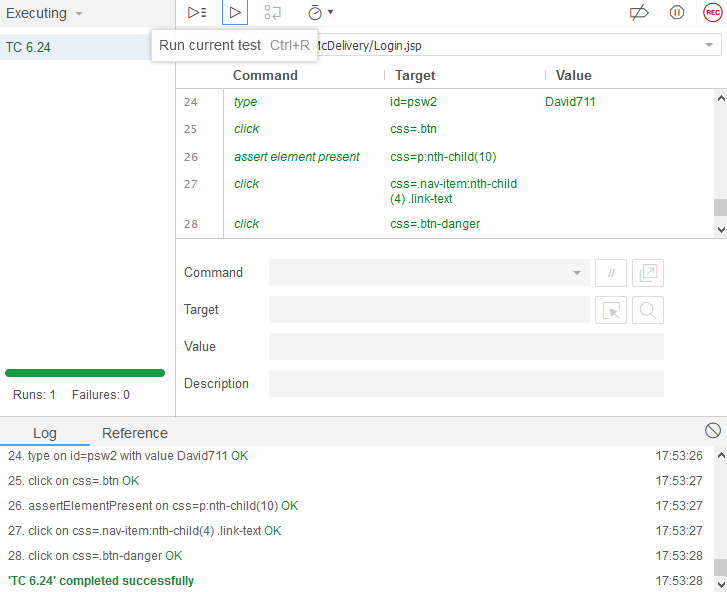 Executing
REC
TC 6.24
Run current test Ctrl+R
McDelivery/Login.jsp
Command Target Value
24 type id=psw2 David711
25 click css=.btn
26 assert element present css=p:nth-child(10)
27 click css=.nav-item:nth-child
(4) .link-text
28 click css=.btn-danger
Command //
Target
Value
Description
Runs: 1 Failures: 0
Log Reference
24. type on id=psw2 with value David711 OK 17:53:26
25. click on css=.btn OK 17:53:27
26. assertElementPresent on css=p:nth-child(10) OK 17:53:27
27. click on css=.nav-item:nth-child(4) .link-text OK 17:53:27
28. click on css=.btn-danger OK 17:53:28
'TC 6.24' completed successfully 17:53:28